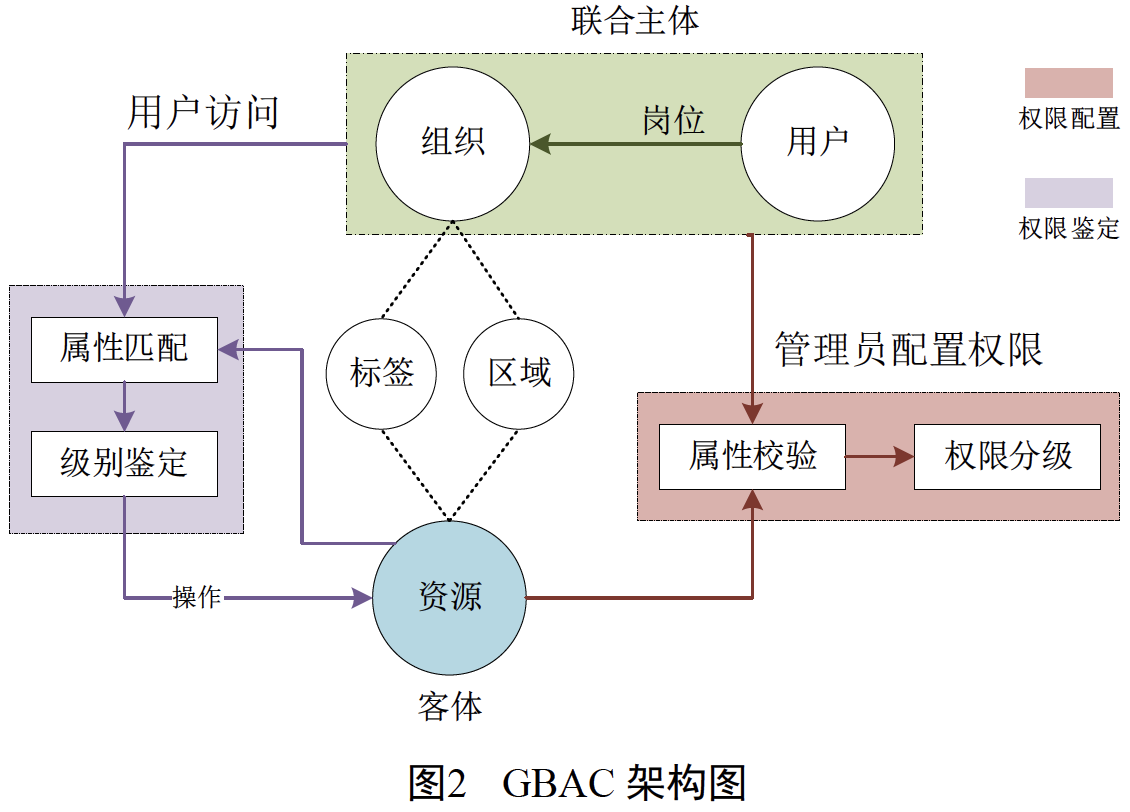 联合主体
用户访问
组织
岗位
用户
权限配置
权限鉴定
属性匹配
标签
区域
管理员配置权限
级别鉴定
属性校验
权限分级
操作
资源
客体
图2 GBAC 架构图